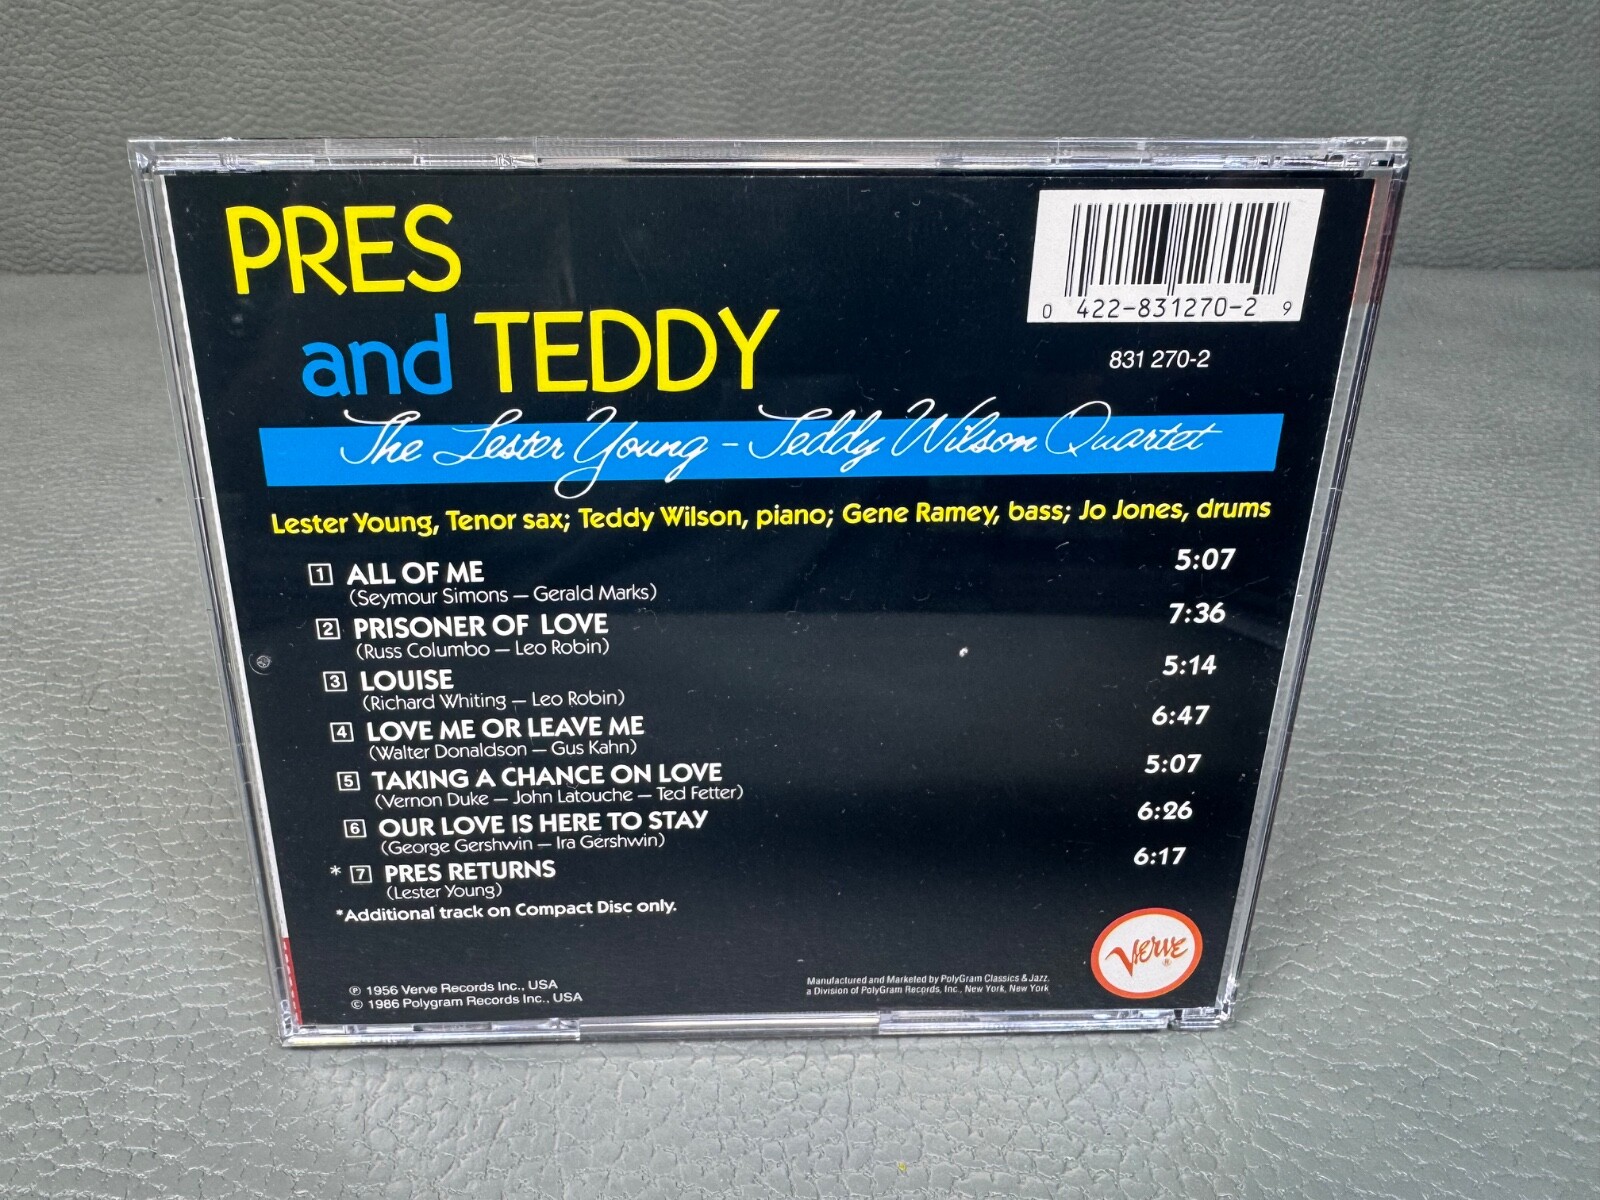 PRES
and TEDDY
The Lester Young - Teddy Wilson Quartet
0 422-831270-2 9
831 270-2
Lester Young, Tenor sax; Teddy Wilson, piano; Gene Ramey, bass; Jo Jones, drums
1 ALL OF ME 5:07
(Seymour Simons — Gerald Marks)
2 PRISONER OF LOVE 7:36
(Russ Columbo — Leo Robin)
3 LOUISE 5:14
(Richard Whiting — Leo Robin)
4 LOVE ME OR LEAVE ME 6:47
(Walter Donaldson — Gus Kahn)
5 TAKING A CHANCE ON LOVE 5:07
(Vernon Duke — John Latouche — Ted Fetter)
6 OUR LOVE IS HERE TO STAY 6:26
(George Gershwin — Ira Gershwin)
* 7 PRES RETURNS 6:17
(Lester Young)
*Additional track on Compact Disc only.
℗ 1956 Verve Records Inc., USA
© 1986 Polygram Records Inc., USA
Manufactured and Marketed by PolyGram Classics & Jazz,
a Division of PolyGram Records, Inc., New York, New York
VERVE ®